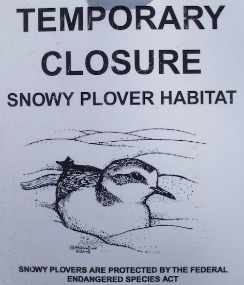 TEMPORARY
CLOSURE
SNOWY PLOVER HABITAT
SNOWY PLOVERS ARE PROTECTED BY THE FEDERAL
ENDANGERED SPECIES ACT